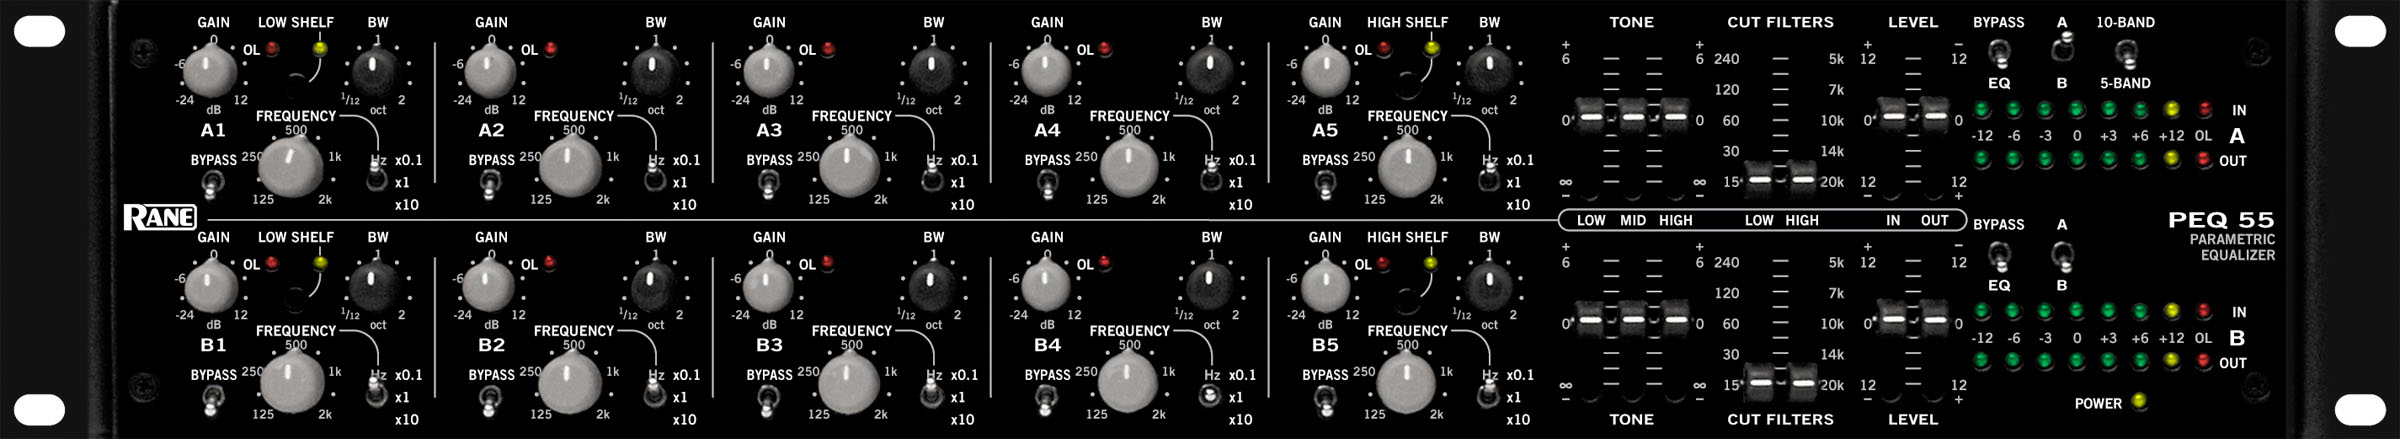 GAIN LOW SHELF BW GAIN BW GAIN BW GAIN BW GAIN HIGH SHELF BW TONE CUT FILTERS LEVEL BYPASS A 10-BAND
0 OL 1 0 OL 1 0 OL 1 0 OL 1 0 OL 1
+ + + −
-6 -6 -6 -6 -6 6 6 240 5k 12 12
EQ B 5-BAND
120 7k
-24 12 1/12 2 -24 12 1/12 2 -24 12 1/12 2 -24 12 1/12 2 -24 12 1/12 2
dB oct dB oct dB oct dB oct dB oct
IN
FREQUENCY FREQUENCY FREQUENCY FREQUENCY FREQUENCY 0 0 60 10k 0 0
A1 500 A2 500 A3 500 A4 500 A5 500
-12 -6 -3 0 +3 +6 +12 OL A
30 14k
BYPASS 250 1k Hz x0.1 BYPASS 250 1k Hz x0.1 BYPASS 250 1k Hz x0.1 BYPASS 250 1k Hz x0.1 BYPASS 250 1k Hz x0.1
OUT
x1 x1 x1 x1 x1 ∞ ∞ 15 20k 12 12
− − − +
125 2k x10 125 2k x10 125 2k x10 125 2k x10 125 2k x10
RANE
LOW MID HIGH LOW HIGH IN OUT
PEQ 55
PARAMETRIC
EQUALIZER
GAIN LOW SHELF BW GAIN BW GAIN BW GAIN BW GAIN HIGH SHELF BW BYPASS A
0 OL 1 0 OL 1 0 OL 1 0 OL 1 0 OL 1
+ + + −
-6 -6 -6 -6 -6 6 6 240 5k 12 12
EQ B
120 7k
-24 12 1/12 2 -24 12 1/12 2 -24 12 1/12 2 -24 12 1/12 2 -24 12 1/12 2
dB oct dB oct dB oct dB oct dB oct
IN
FREQUENCY FREQUENCY FREQUENCY FREQUENCY FREQUENCY 0 0 60 10k 0 0
B1 500 B2 500 B3 500 B4 500 B5 500
-12 -6 -3 0 +3 +6 +12 OL B
30 14k
BYPASS 250 1k Hz x0.1 BYPASS 250 1k Hz x0.1 BYPASS 250 1k Hz x0.1 BYPASS 250 1k Hz x0.1 BYPASS 250 1k Hz x0.1
OUT
x1 x1 x1 x1 x1 ∞ ∞ 15 20k 12 12
− − − +
POWER
125 2k x10 125 2k x10 125 2k x10 125 2k x10 125 2k x10
TONE CUT FILTERS LEVEL